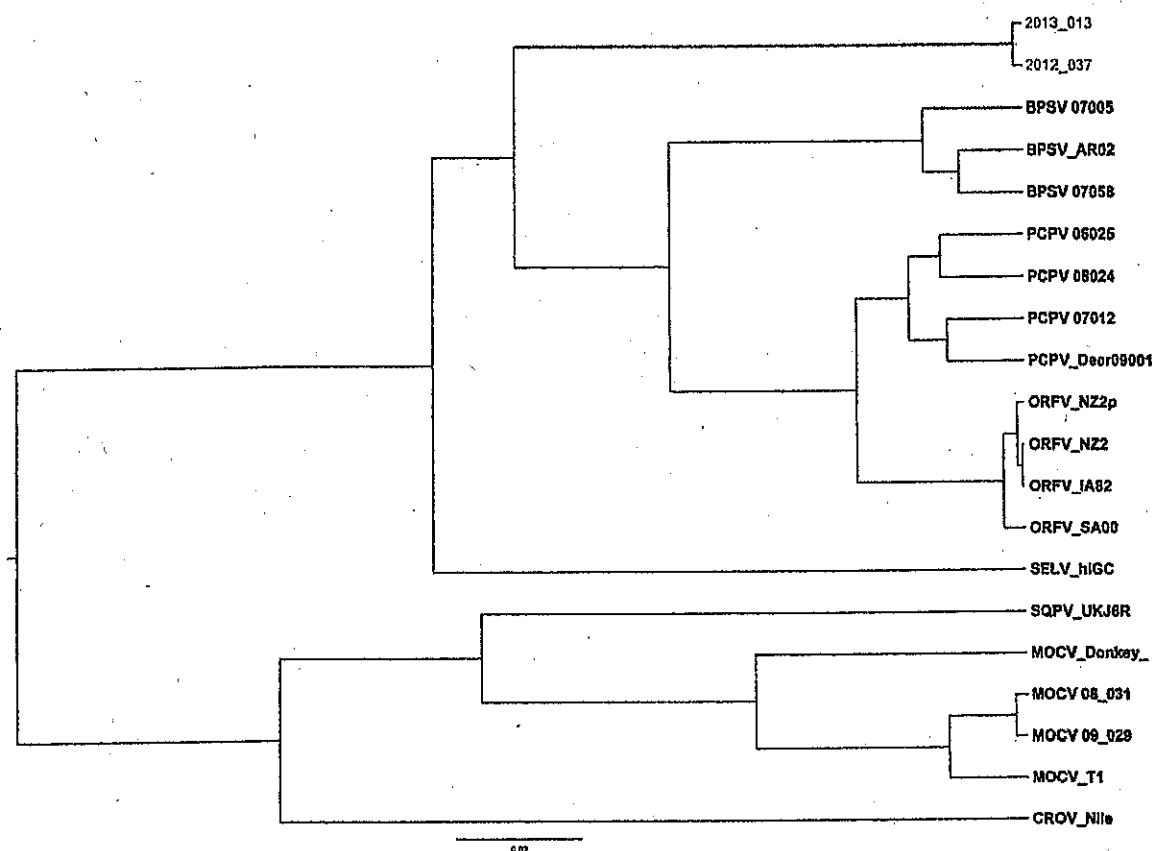 2013_013
2012_037
BPSV 07005
BPSV_AR02
BPSV 07058
PCPV 06025
PCPV 08024
PCPV 07012
PCPV_Deor09001
ORFV_NZ2p
ORFV_NZ2
ORFV_IA82
ORFV_SA00
SELV_hIGC
SQPV_UKJ6R
MOCV_Donkey_
MOCV 08_031
MOCV 09_029
MOCV_T1
CROV_Nile